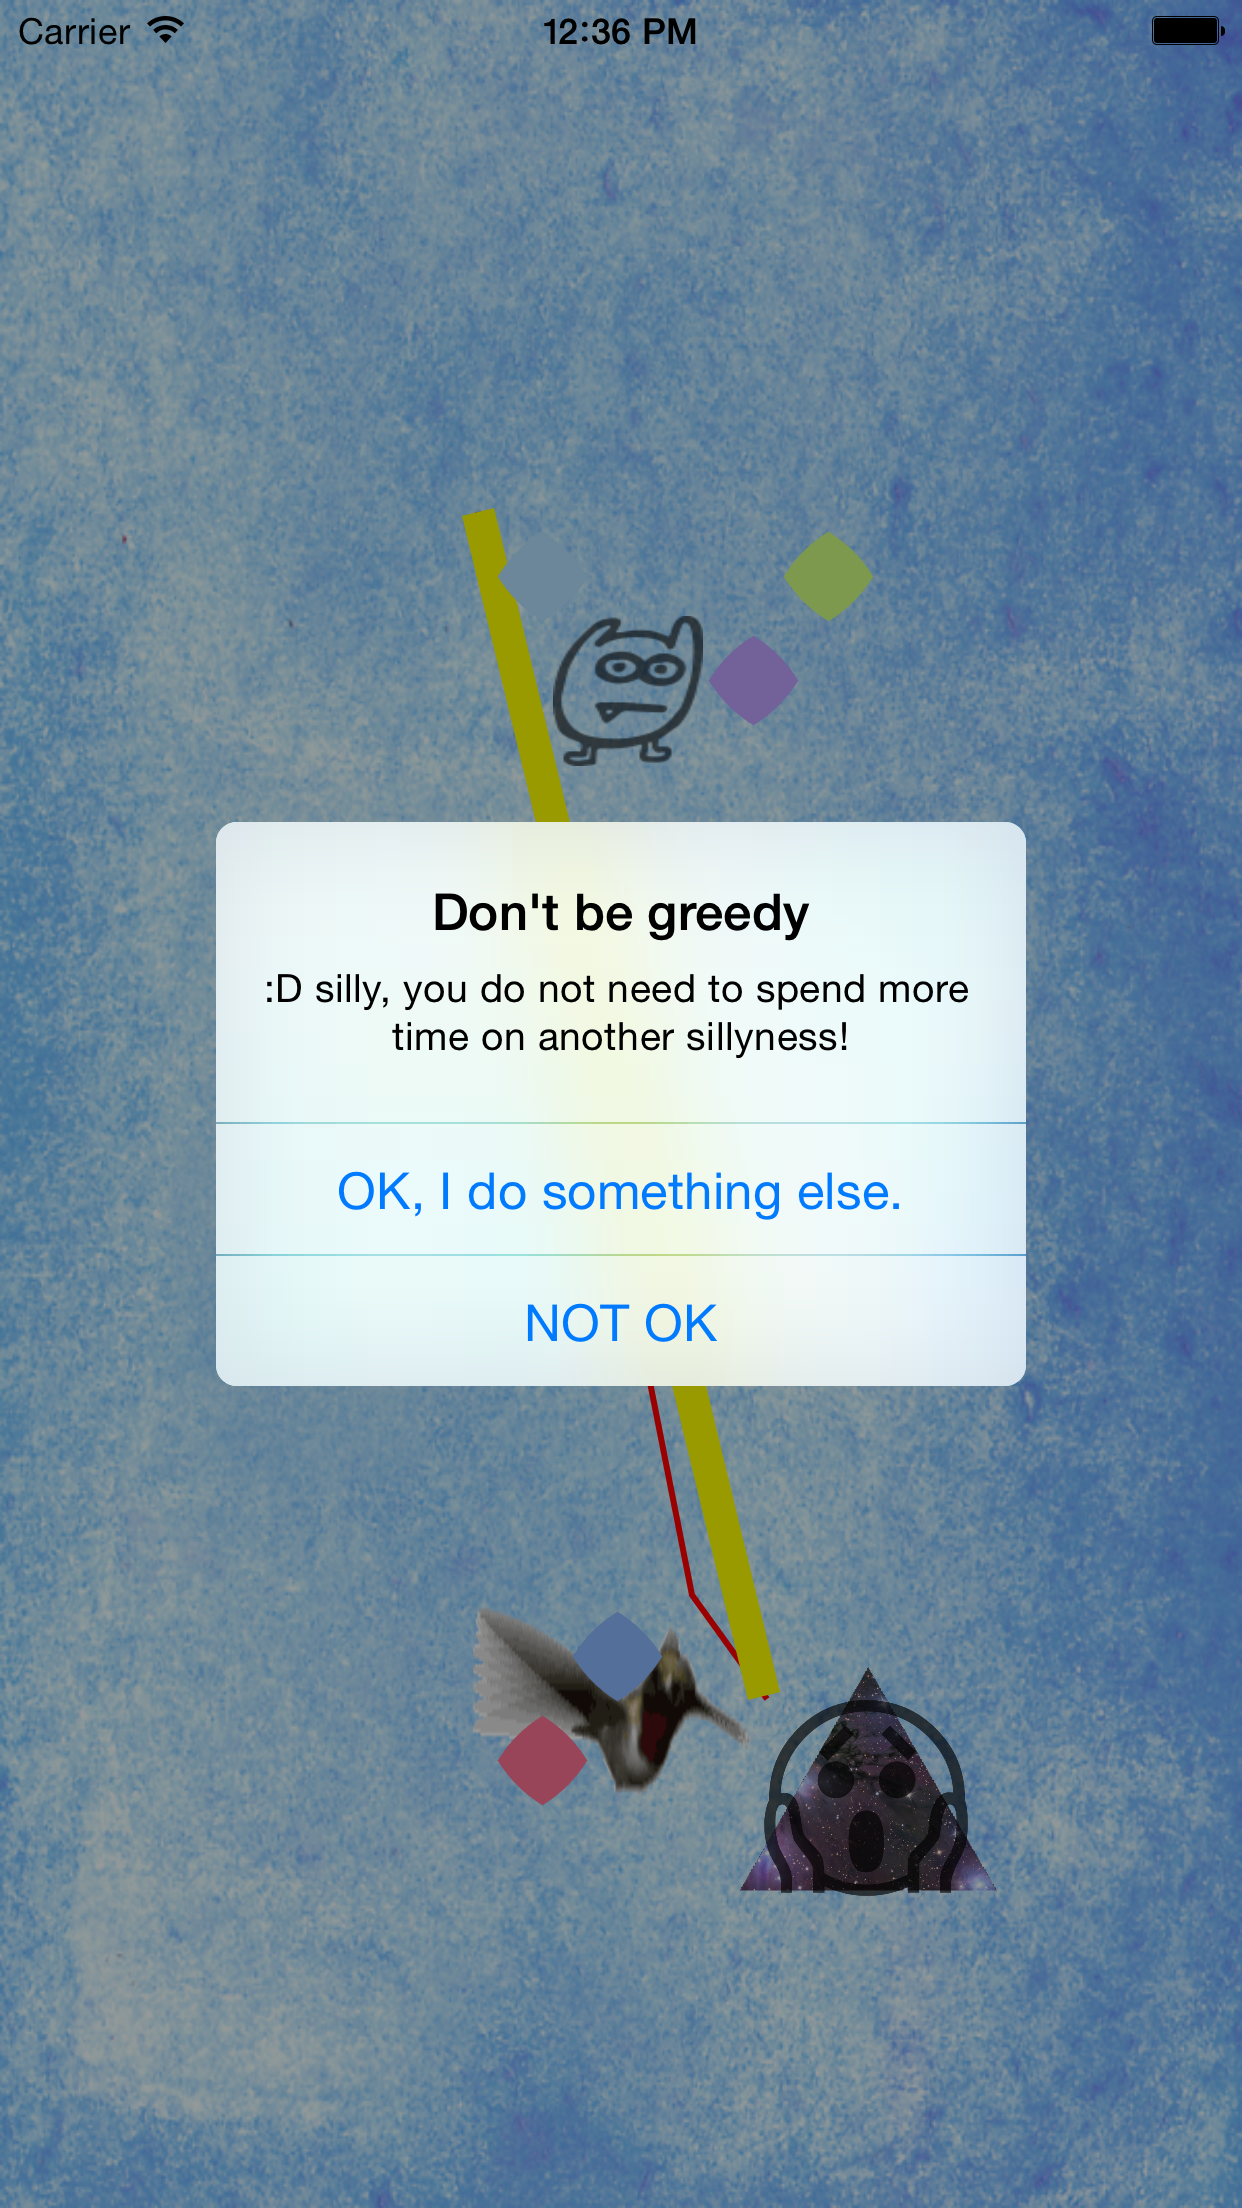 Carrier 12:36 PM
Don't be greedy
:D silly, you do not need to spend more
time on another sillyness!
OK, I do something else.
NOT OK